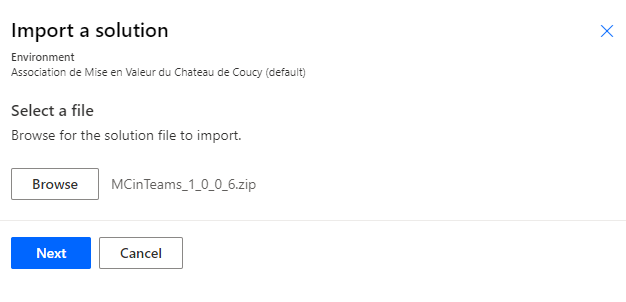 Import a solution
Environment
Association de Mise en Valeur du Chateau de Coucy (default)
Select a file
Browse for the solution file to import.
Browse MCinTeams_1_0_0_6.zip
Next Cancel